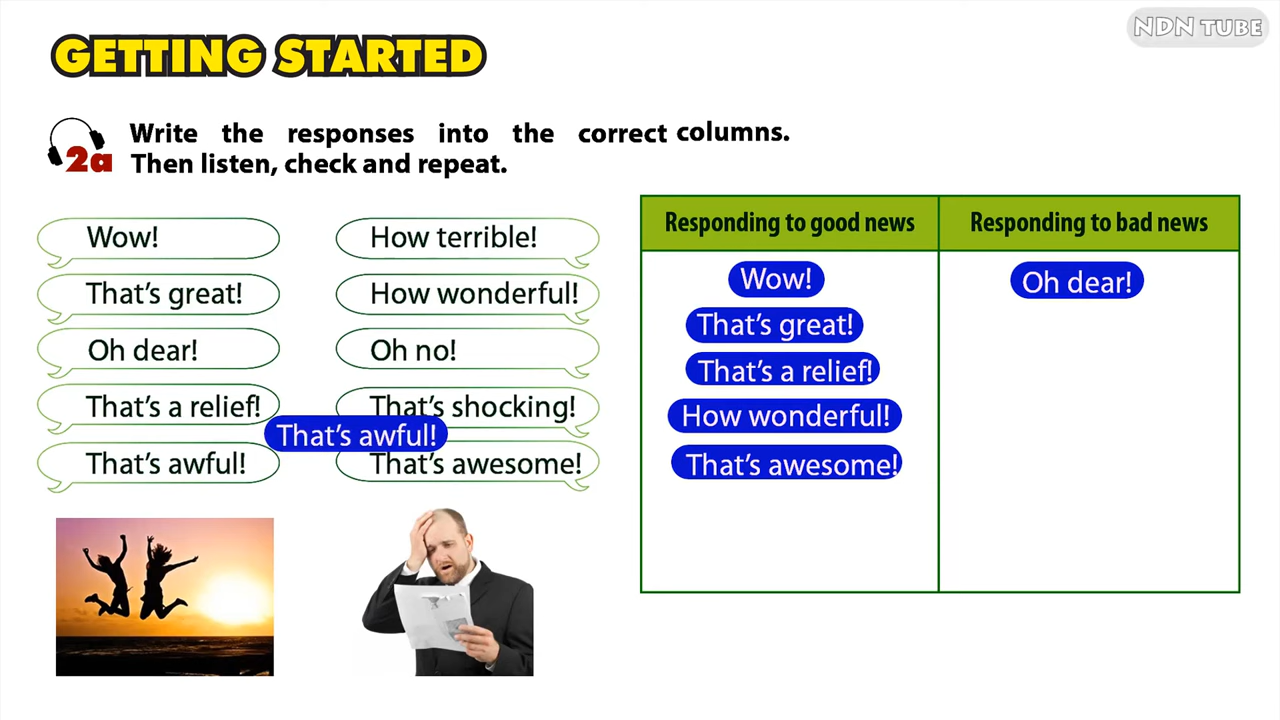 NDN TUBE
GETTING STARTED
2a
Write the responses into the correct columns.
Then listen, check and repeat.
Wow!
That's great!
Oh dear!
That's a relief!
That's awful!
How terrible!
How wonderful!
Oh no!
That's shocking!
That's awesome!
That's awful!
Responding to good news
Wow!
That's great!
That's a relief!
How wonderful!
That's awesome!
Responding to bad news
Oh dear!